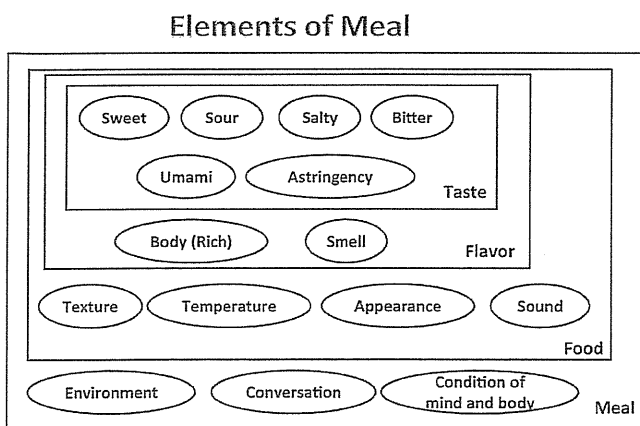 Elements of Meal
Sweet
Sour
Salty
Bitter
Umami
Astringency
Taste
Body (Rich)
Smell
Flavor
Texture
Temperature
Appearance
Sound
Food
Environment
Conversation
Condition of
mind and body
Meal